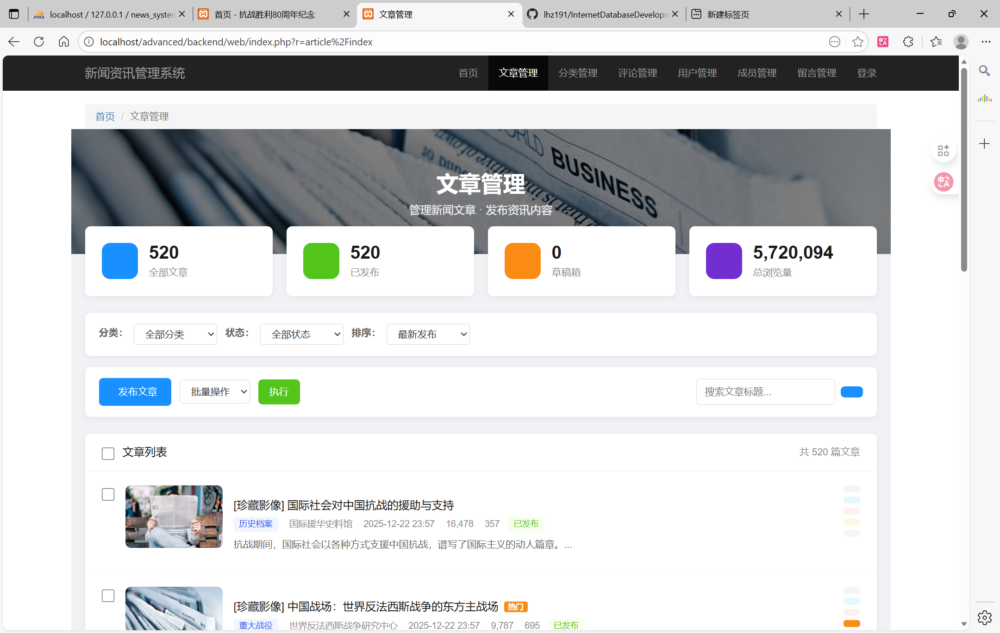 localhost / 127.0.0.1 / news_system
首页 - 抗战胜利80周年纪念
文章管理
lhz191/InternetDatabaseDevelopm
新建标签页
localhost/advanced/backend/web/index.php?r=article%2Findex
新闻资讯管理系统
首页
文章管理
分类管理
评论管理
用户管理
成员管理
留言管理
登录
首页 / 文章管理
WORLD
BUSINESS
文章管理
管理新闻文章 · 发布资讯内容
520
全部文章
520
已发布
0
草稿箱
5,720,094
总浏览量
分类： 全部分类 状态： 全部状态 排序： 最新发布
发布文章 批量操作 执行 搜索文章标题...
文章列表 共 520 篇文章
[珍藏影像] 国际社会对中国抗战的援助与支持
历史档案 国际援华史料馆 2025-12-22 23:57 16,478 357 已发布
抗战期间，国际社会以各种方式支援中国抗战，谱写了国际主义的动人篇章。...
[珍藏影像] 中国战场：世界反法西斯战争的东方主战场 热门
重大战役 世界反法西斯战争研究中心 2025-12-22 23:57 9,787 695 已发布